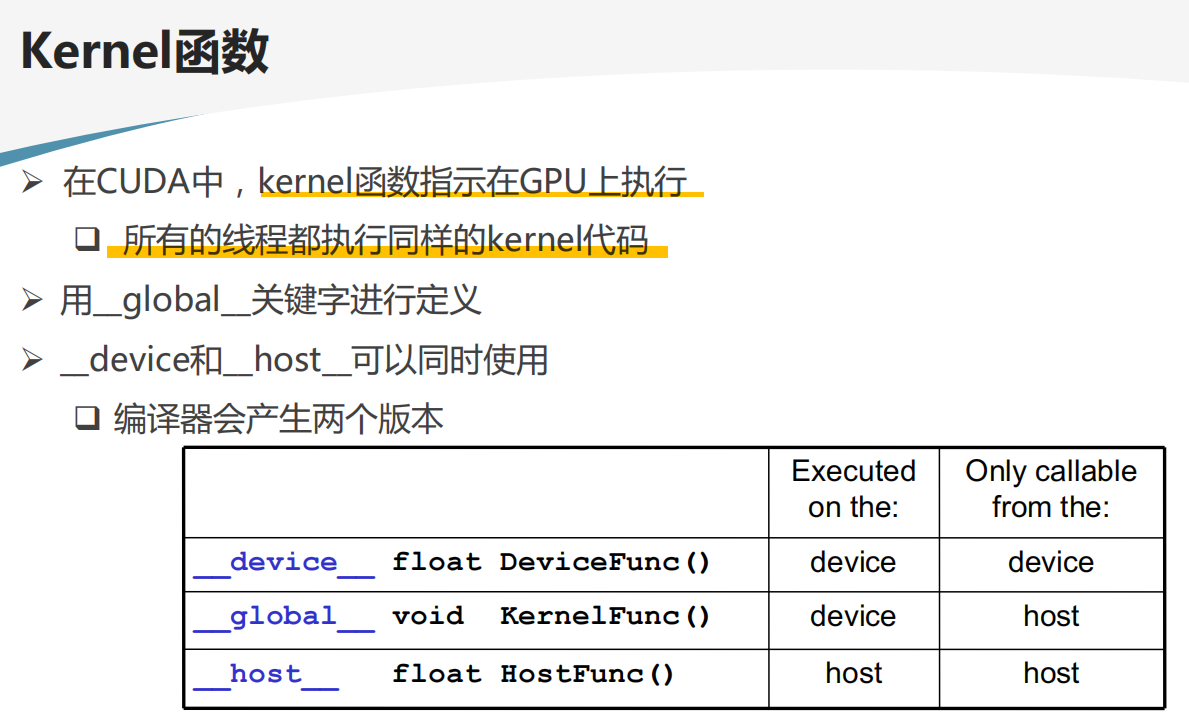 Kernel函数
在CUDA中，kernel函数指示在GPU上执行
所有的线程都执行同样的kernel代码
用__global__关键字进行定义
__device和__host__可以同时使用
编译器会产生两个版本
Executed on the: Only callable from the:
__device__ float DeviceFunc() device device
__global__ void KernelFunc() device host
__host__ float HostFunc() host host